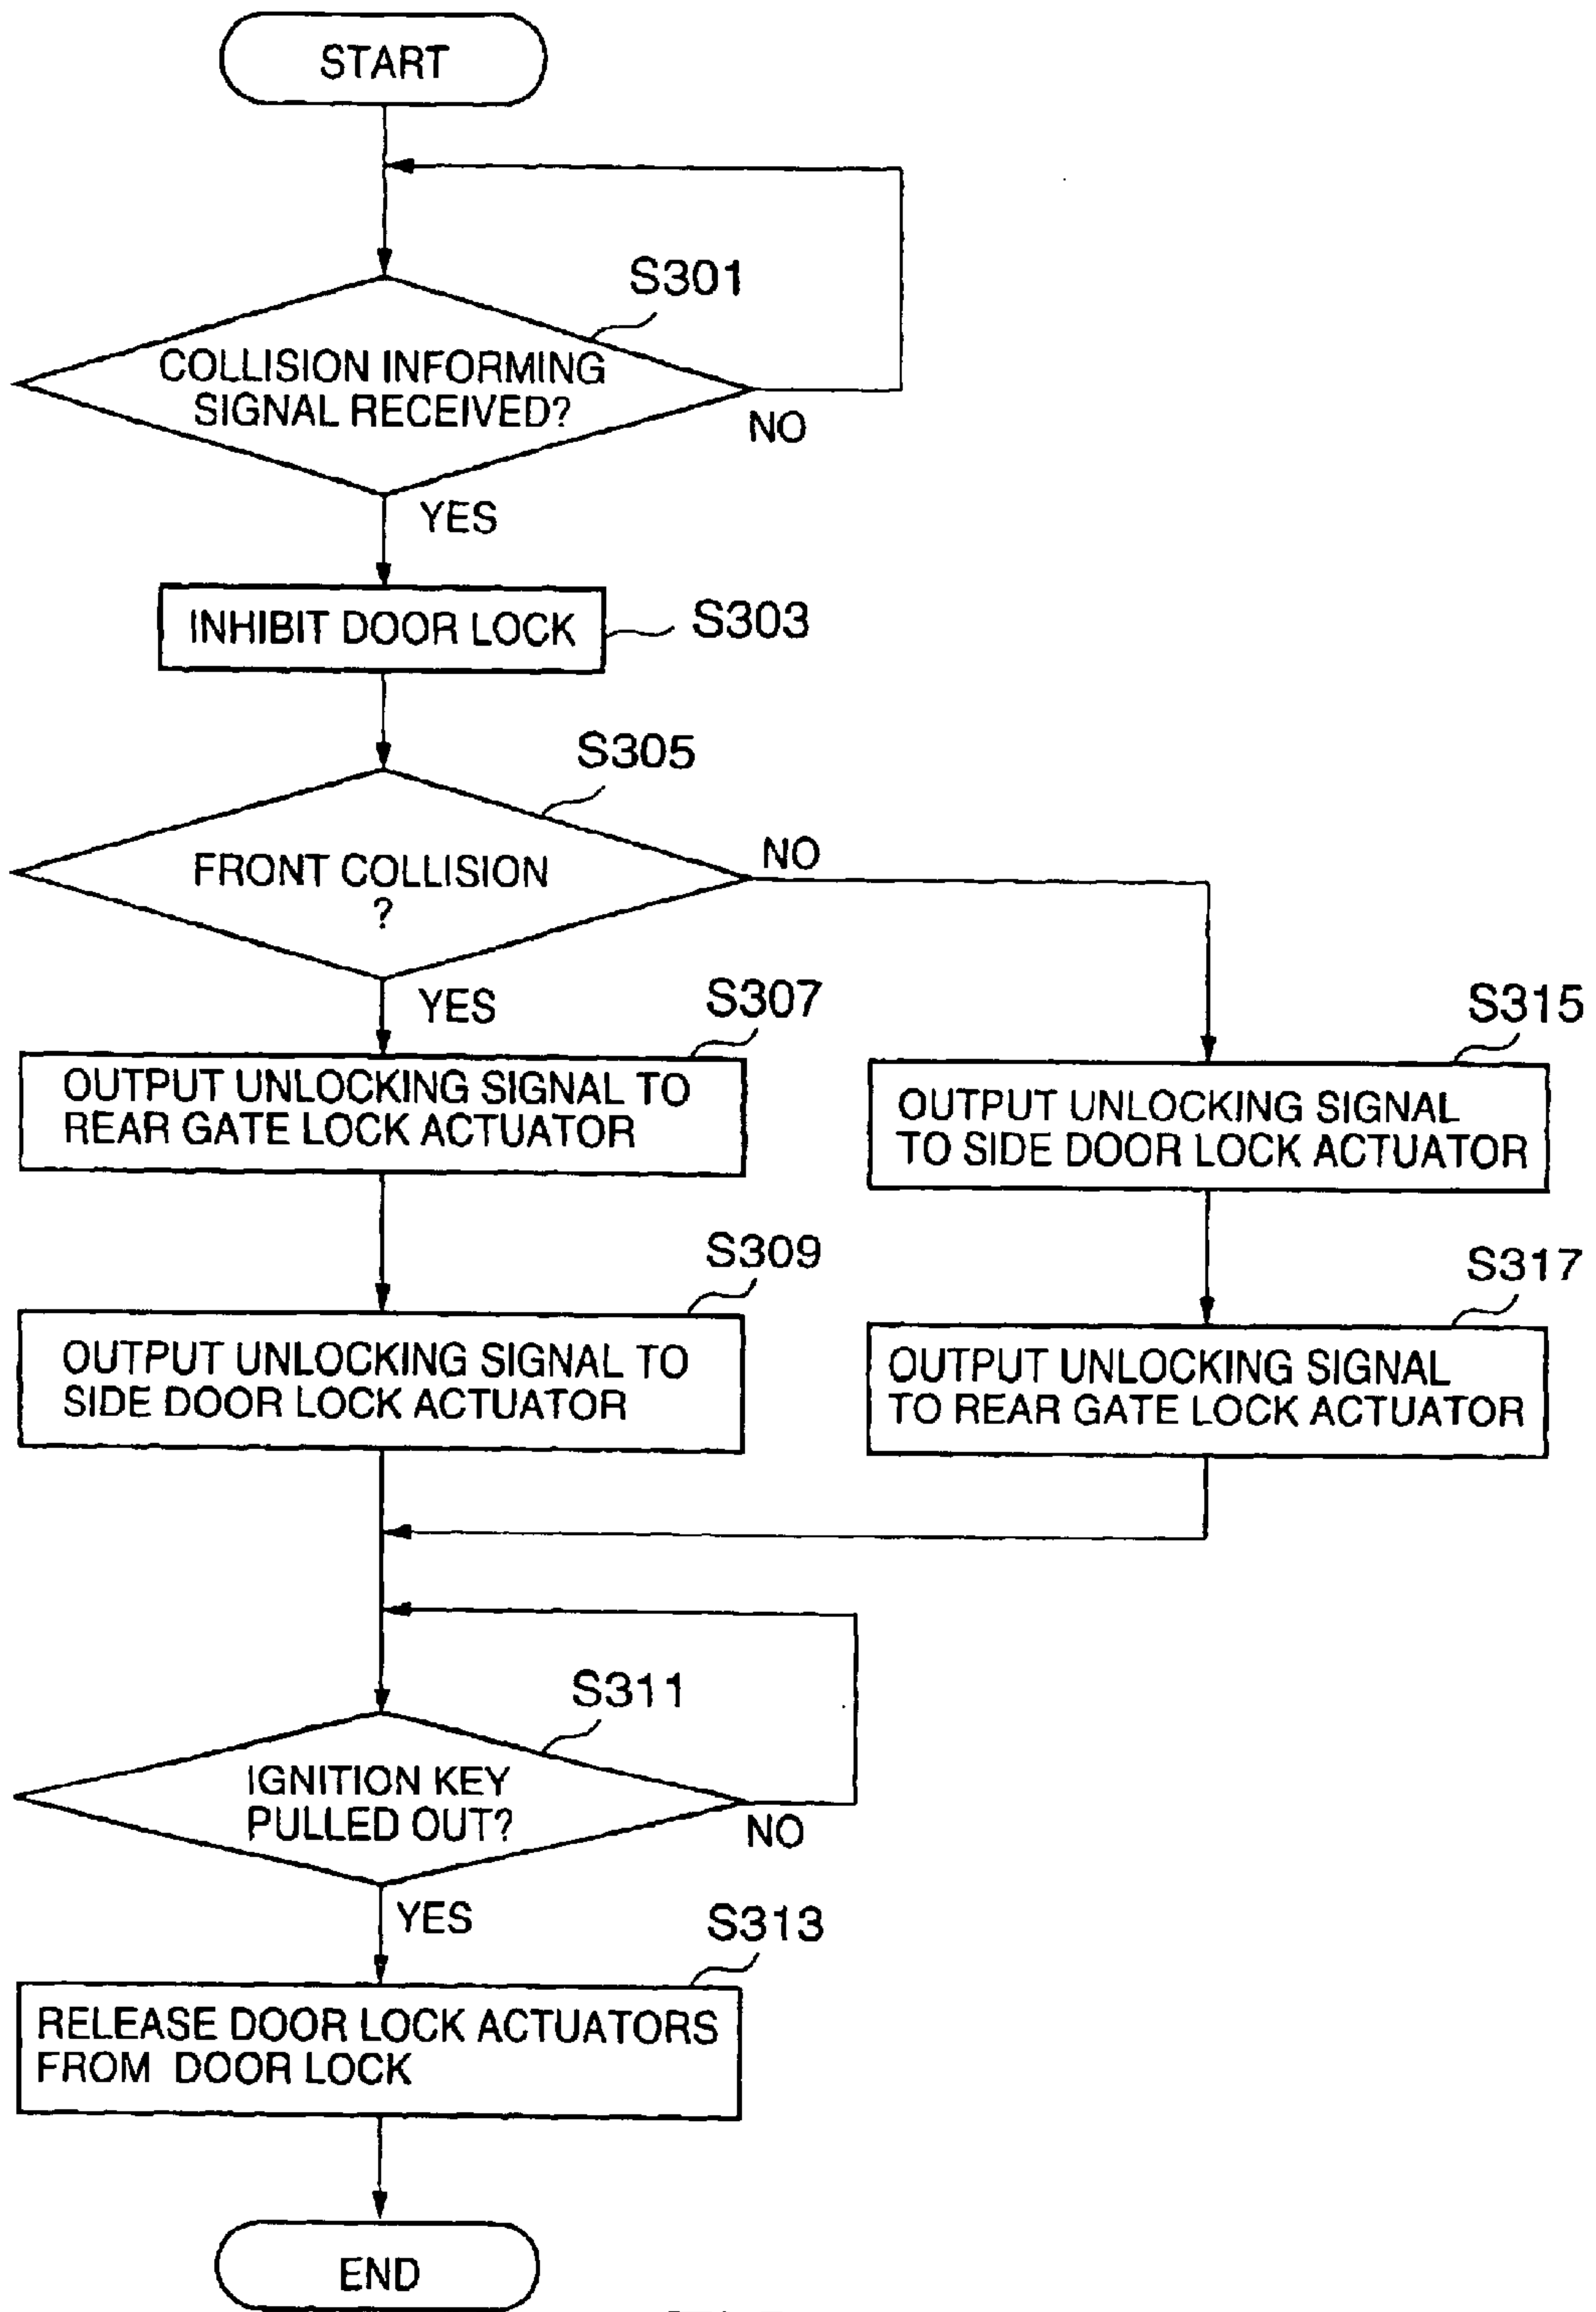 START
S301
COLLISION INFORMING
SIGNAL RECEIVED?
NO
YES
INHIBIT DOOR LOCK
S303
S305
FRONT COLLISION
?
NO
YES
S307
OUTPUT UNLOCKING SIGNAL TO
REAR GATE LOCK ACTUATOR
S315
OUTPUT UNLOCKING SIGNAL
TO SIDE DOOR LOCK ACTUATOR
S309
OUTPUT UNLOCKING SIGNAL TO
SIDE DOOR LOCK ACTUATOR
S317
OUTPUT UNLOCKING SIGNAL
TO REAR GATE LOCK ACTUATOR
S311
IGNITION KEY
PULLED OUT?
NO
YES
S313
RELEASE DOOR LOCK ACTUATORS
FROM DOOR LOCK
END